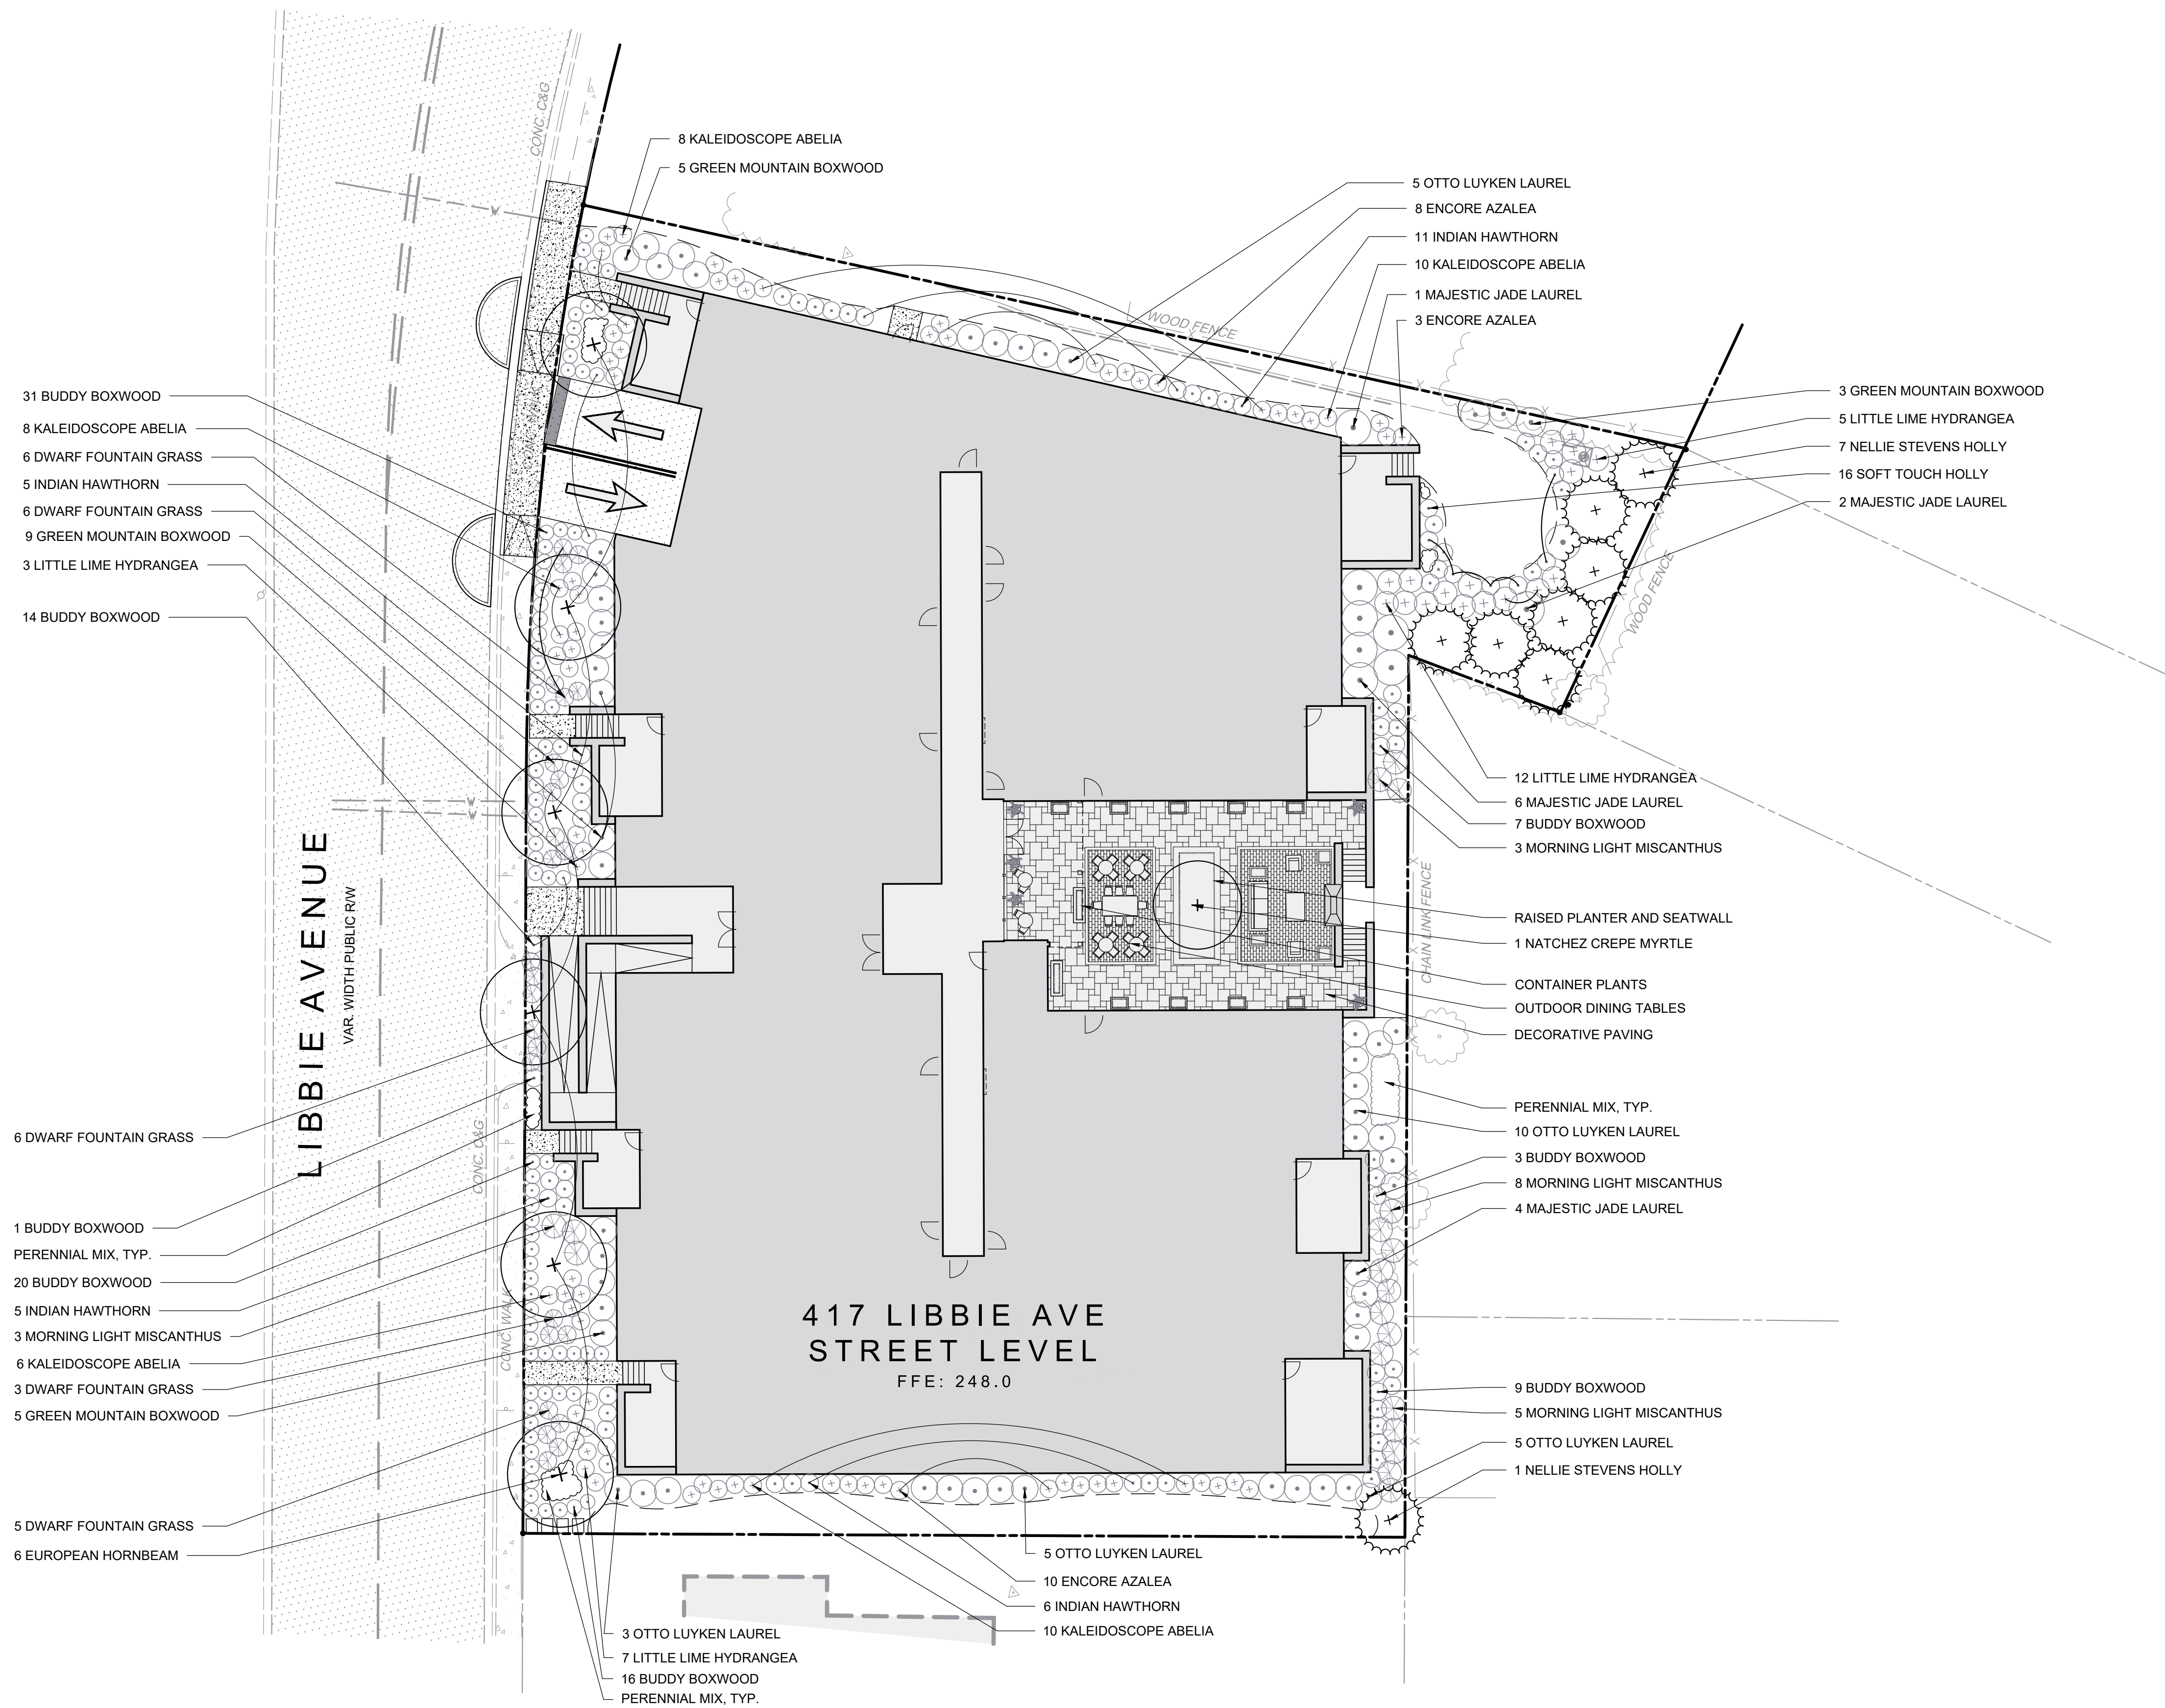 CONC. C&G
8 KALEIDOSCOPE ABELIA
5 GREEN MOUNTAIN BOXWOOD
W
5 OTTO LUYKEN LAUREL
8 ENCORE AZALEA
11 INDIAN HAWTHORN
10 KALEIDOSCOPE ABELIA
1 MAJESTIC JADE LAUREL
3 ENCORE AZALEA
WOOD FENCE
31 BUDDY BOXWOOD
8 KALEIDOSCOPE ABELIA
6 DWARF FOUNTAIN GRASS
5 INDIAN HAWTHORN
6 DWARF FOUNTAIN GRASS
9 GREEN MOUNTAIN BOXWOOD
3 LITTLE LIME HYDRANGEA
14 BUDDY BOXWOOD
3 GREEN MOUNTAIN BOXWOOD
5 LITTLE LIME HYDRANGEA
7 NELLIE STEVENS HOLLY
16 SOFT TOUCH HOLLY
2 MAJESTIC JADE LAUREL
WOOD FENCE
12 LITTLE LIME HYDRANGEA
6 MAJESTIC JADE LAUREL
7 BUDDY BOXWOOD
3 MORNING LIGHT MISCANTHUS
W
W
LIBBIE AVENUE
VAR. WIDTH PUBLIC R/W
CHAIN LINK FENCE
RAISED PLANTER AND SEATWALL
1 NATCHEZ CREPE MYRTLE
CONTAINER PLANTS
OUTDOOR DINING TABLES
DECORATIVE PAVING
PERENNIAL MIX, TYP.
10 OTTO LUYKEN LAUREL
3 BUDDY BOXWOOD
8 MORNING LIGHT MISCANTHUS
4 MAJESTIC JADE LAUREL
CONC. C&G
CONC. WALK
6 DWARF FOUNTAIN GRASS
1 BUDDY BOXWOOD
PERENNIAL MIX, TYP.
20 BUDDY BOXWOOD
5 INDIAN HAWTHORN
3 MORNING LIGHT MISCANTHUS
6 KALEIDOSCOPE ABELIA
3 DWARF FOUNTAIN GRASS
5 GREEN MOUNTAIN BOXWOOD
417 LIBBIE AVE
STREET LEVEL
FFE: 248.0
9 BUDDY BOXWOOD
5 MORNING LIGHT MISCANTHUS
5 OTTO LUYKEN LAUREL
1 NELLIE STEVENS HOLLY
5 DWARF FOUNTAIN GRASS
6 EUROPEAN HORNBEAM
5 OTTO LUYKEN LAUREL
10 ENCORE AZALEA
6 INDIAN HAWTHORN
10 KALEIDOSCOPE ABELIA
3 OTTO LUYKEN LAUREL
7 LITTLE LIME HYDRANGEA
16 BUDDY BOXWOOD
PERENNIAL MIX, TYP.